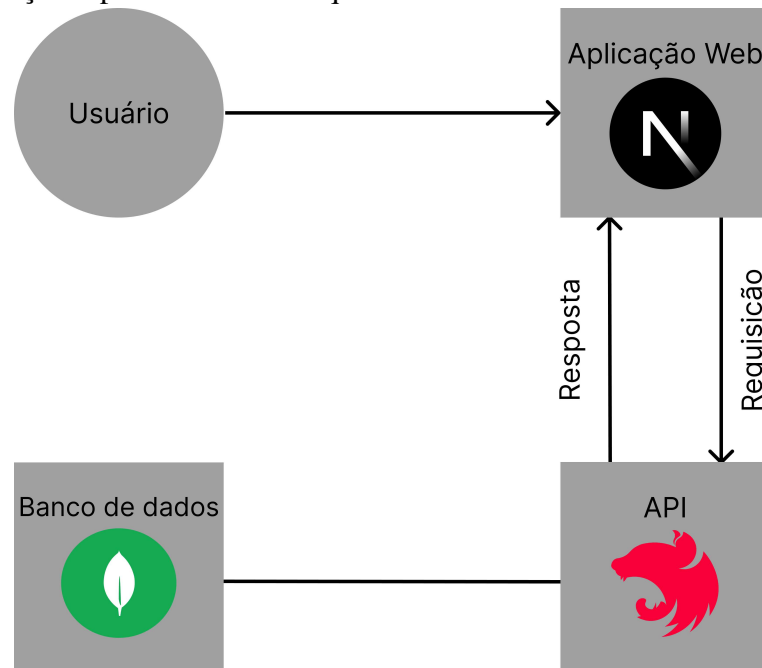 Usuário
Aplicação Web
Resposta
Requisição
Banco de dados
API